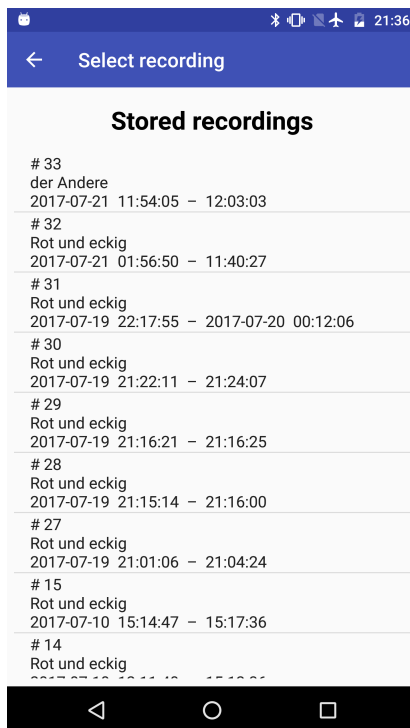 21:36
Select recording
Stored recordings
# 33
der Andere
2017-07-21 11:54:05 – 12:03:03
# 32
Rot und eckig
2017-07-21 01:56:50 – 11:40:27
# 31
Rot und eckig
2017-07-19 22:17:55 – 2017-07-20 00:12:06
# 30
Rot und eckig
2017-07-19 21:22:11 – 21:24:07
# 29
Rot und eckig
2017-07-19 21:16:21 – 21:16:25
# 28
Rot und eckig
2017-07-19 21:15:14 – 21:16:00
# 27
Rot und eckig
2017-07-19 21:01:06 – 21:04:24
# 15
Rot und eckig
2017-07-10 15:14:47 – 15:17:36
# 14
Rot und eckig